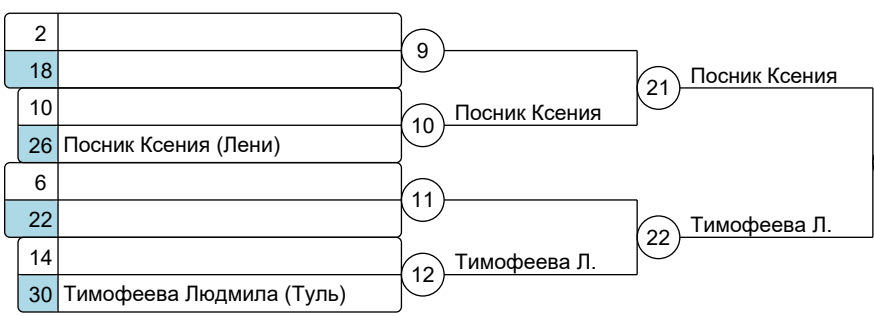 2
9
18
21 Посник Ксения
10
10 Посник Ксения
26 Посник Ксения (Лени)
6
11
22
22 Тимофеева Л.
14
12 Тимофеева Л.
30 Тимофеева Людмила (Туль)